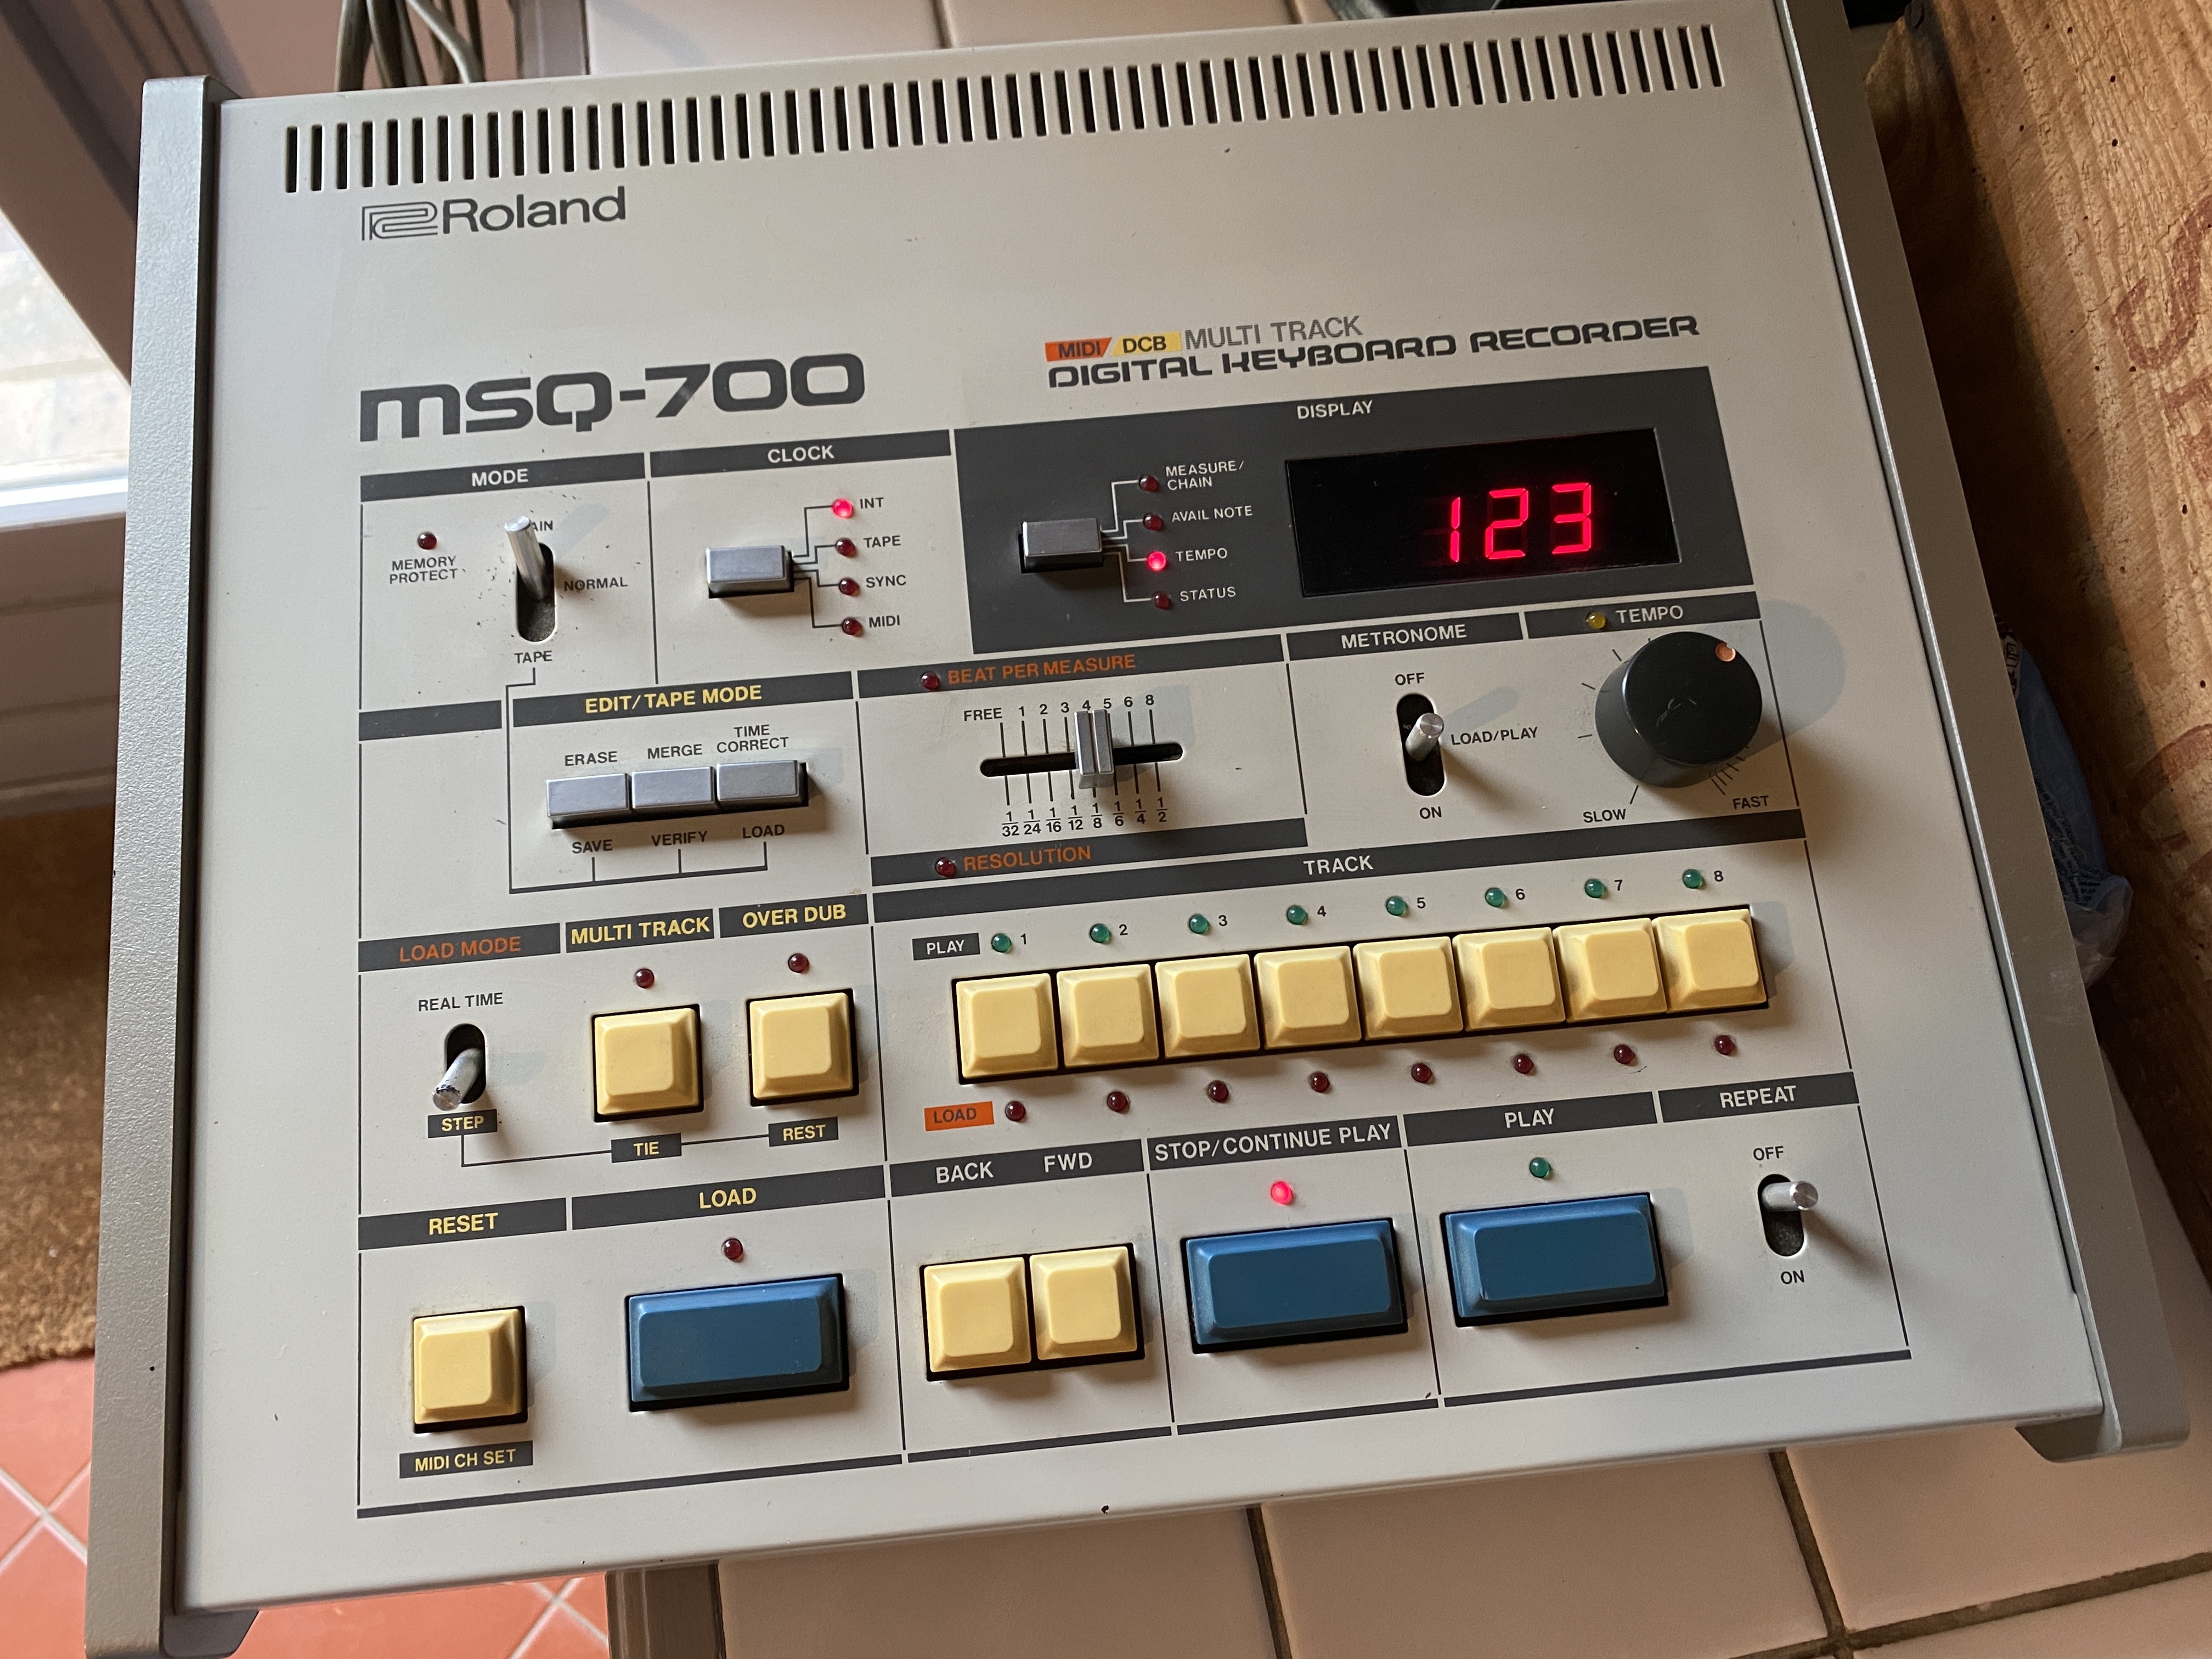 Roland
MSQ-700
MIDI/DCB MULTI TRACK
DIGITAL KEYBOARD RECORDER
MODE
MEMORY
PROTECT
AIN
NORMAL
TAPE
CLOCK
INT
TAPE
SYNC
MIDI
DISPLAY
MEASURE/
CHAIN
AVAIL NOTE
TEMPO
STATUS
123
EDIT/TAPE MODE
ERASE MERGE TIME
CORRECT
SAVE VERIFY LOAD
BEAT PER MEASURE
FREE 1 2 3 4 5 6 8
1/32 1/24 1/16 1/12 1/8 1/6 1/4 1/2
RESOLUTION
METRONOME
OFF
LOAD/PLAY
ON
TEMPO
SLOW FAST
LOAD MODE
REAL TIME
STEP
MULTI TRACK
TIE
OVER DUB
REST
TRACK
PLAY 1 2 3 4 5 6 7 8
LOAD
RESET
MIDI CH SET
LOAD
BACK FWD
STOP/CONTINUE PLAY
PLAY
REPEAT
OFF
ON